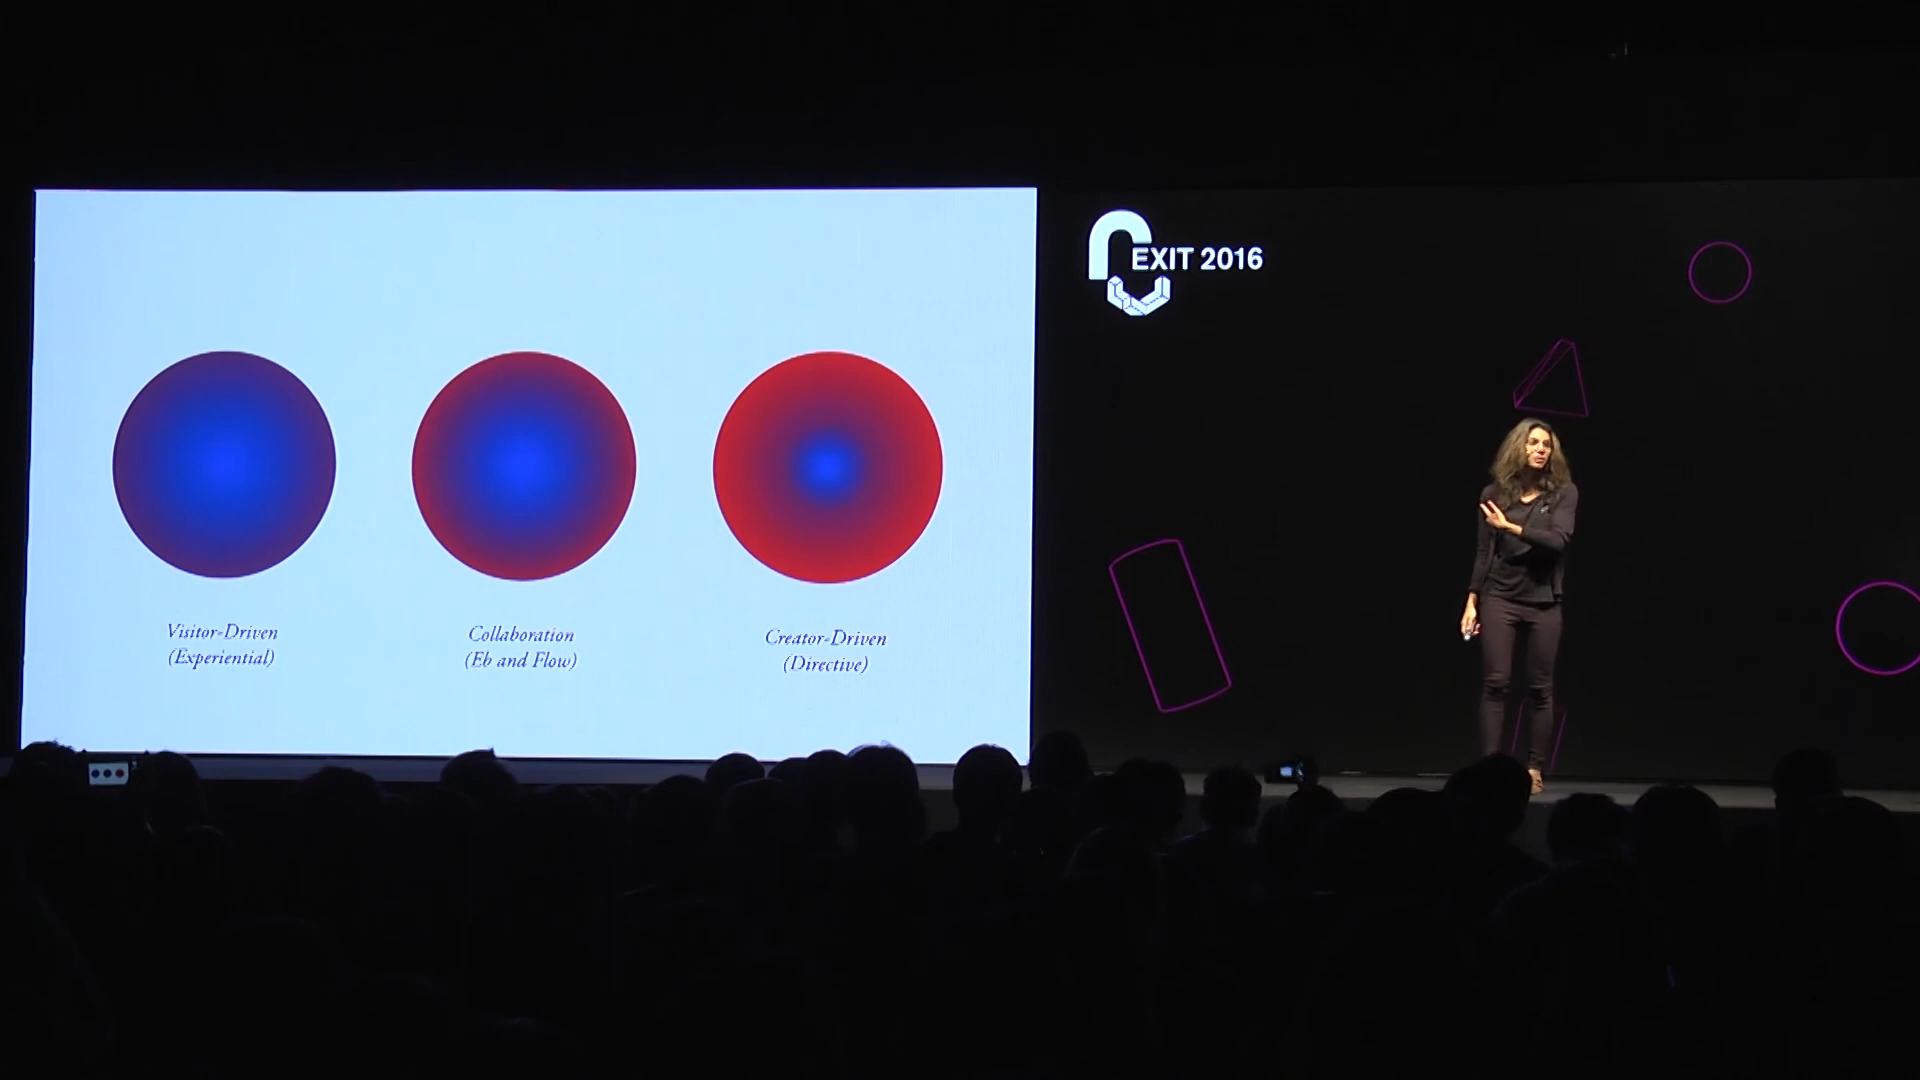 EXIT 2016
Visitor-Driven
(Experiential)
Collaboration
(Eb and Flow)
Creator-Driven
(Directive)